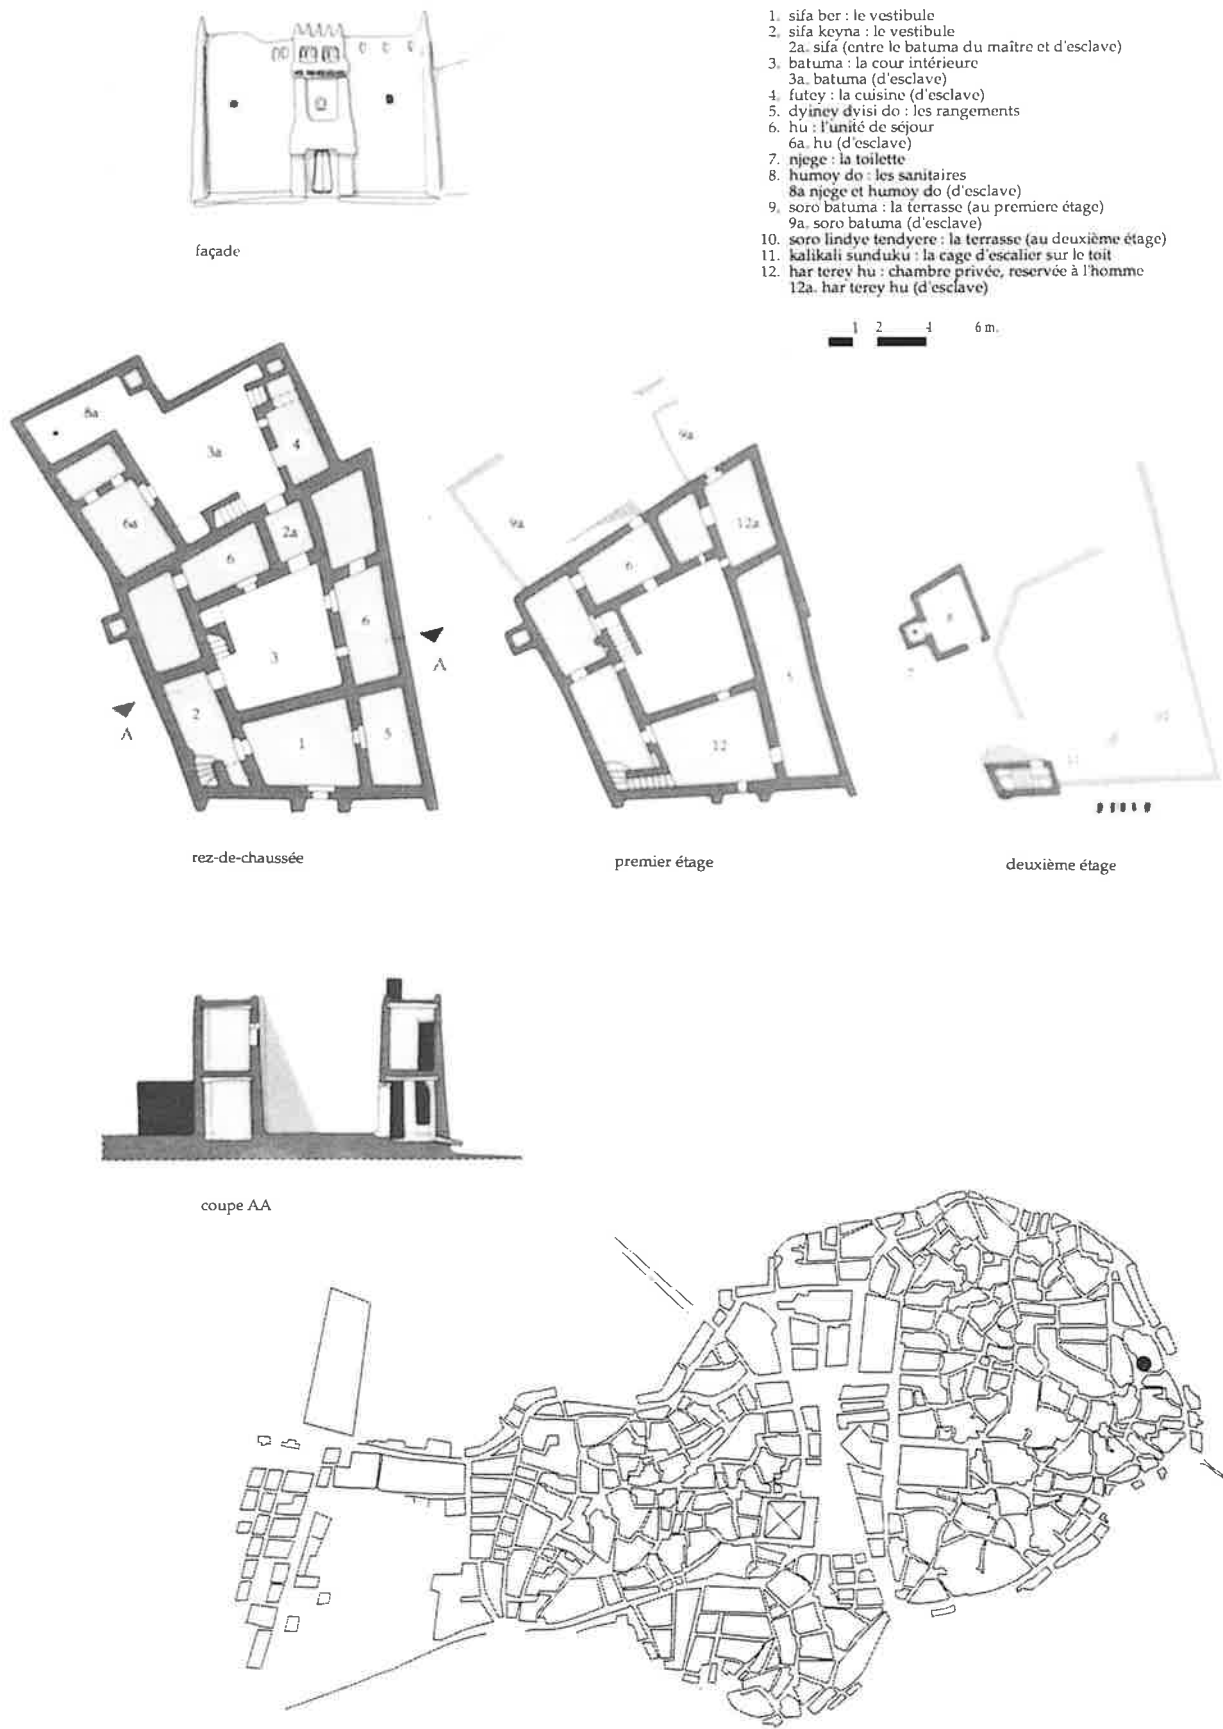 1. sifa ber : le vestibule
2. sifa keyna : le vestibule
2a. sifa (entre le batuma du maître et d'esclave)
3. batuma : la cour intérieure
3a. batuma (d'esclave)
4. futey : la cuisine (d'esclave)
5. dyiney dyisi do : les rangements
6. hu : l'unité de séjour
6a. hu (d'esclave)
7. njege : la toilette
8. humoy do : les sanitaires
8a njege et humoy do (d'esclave)
9. soro batuma : la terrasse (au premiere étage)
9a. soro batuma (d'esclave)
10. soro lindye tendyere : la terrasse (au deuxième étage)
11. kalikali sunduku : la cage d'escalier sur le toit
12. har terey hu : chambre privée, reservée à l'homme
12a. har terey hu (d'esclave)
façade
1 2 4 6 m.
8a
3a
4
6a
2a
6
6
3
A
A
2
1
5
rez-de-chaussée
9a
9a
12a
6
5
12
premier étage
8
7
10
11
deuxième étage
coupe AA